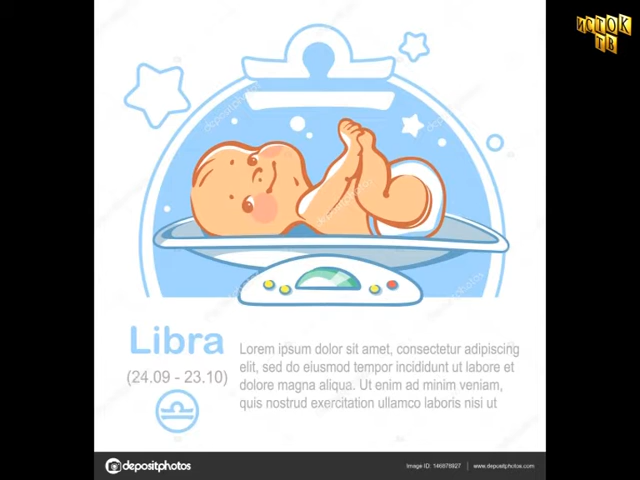 ИСТОК
ТВ
Libra
(24.09 - 23.10)
Lorem ipsum dolor sit amet, consectetur adipiscing
elit, sed do eiusmod tempor incididunt ut labore et
dolore magna aliqua. Ut enim ad minim veniam,
quis nostrud exercitation ullamco laboris nisi ut
depositphotos
Image ID: 146678927
www.depositphotos.com